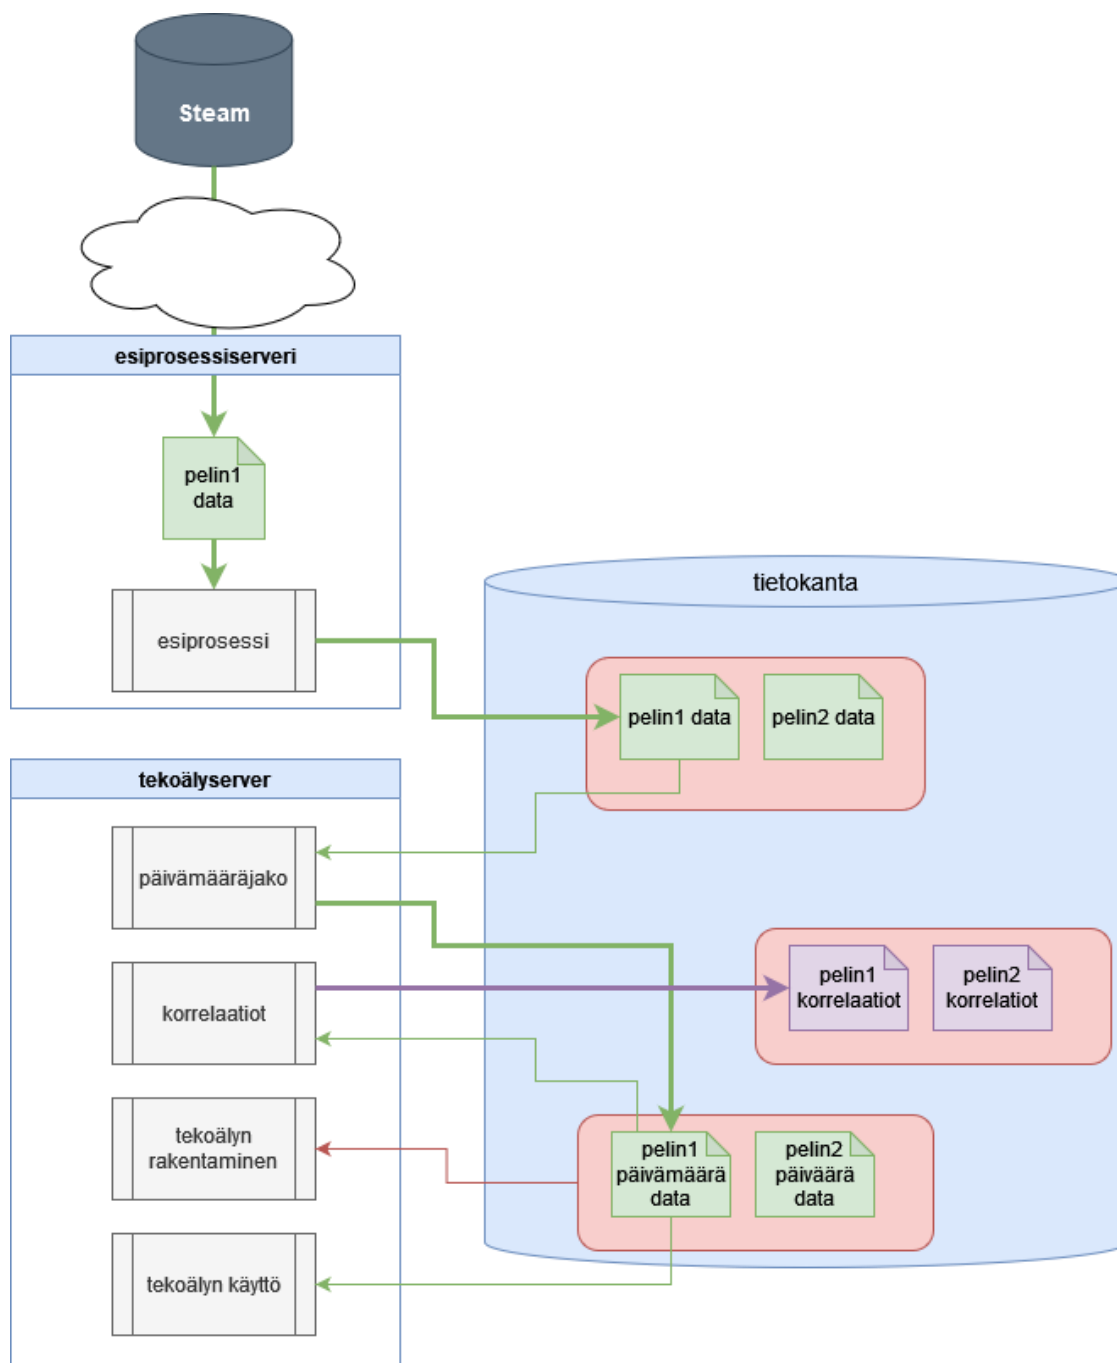 Steam
esiprosessiserveri
pelin1
data
esiprosessi
tietokanta
pelin1 data
pelin2 data
tekoälyserver
päivämääräjako
korrelaatiot
pelin1
korrelaatiot
pelin2
korrelatiot
tekoälyn
rakentaminen
pelin1
päivämäärä
data
pelin2
päiväärä
data
tekoälyn käyttö